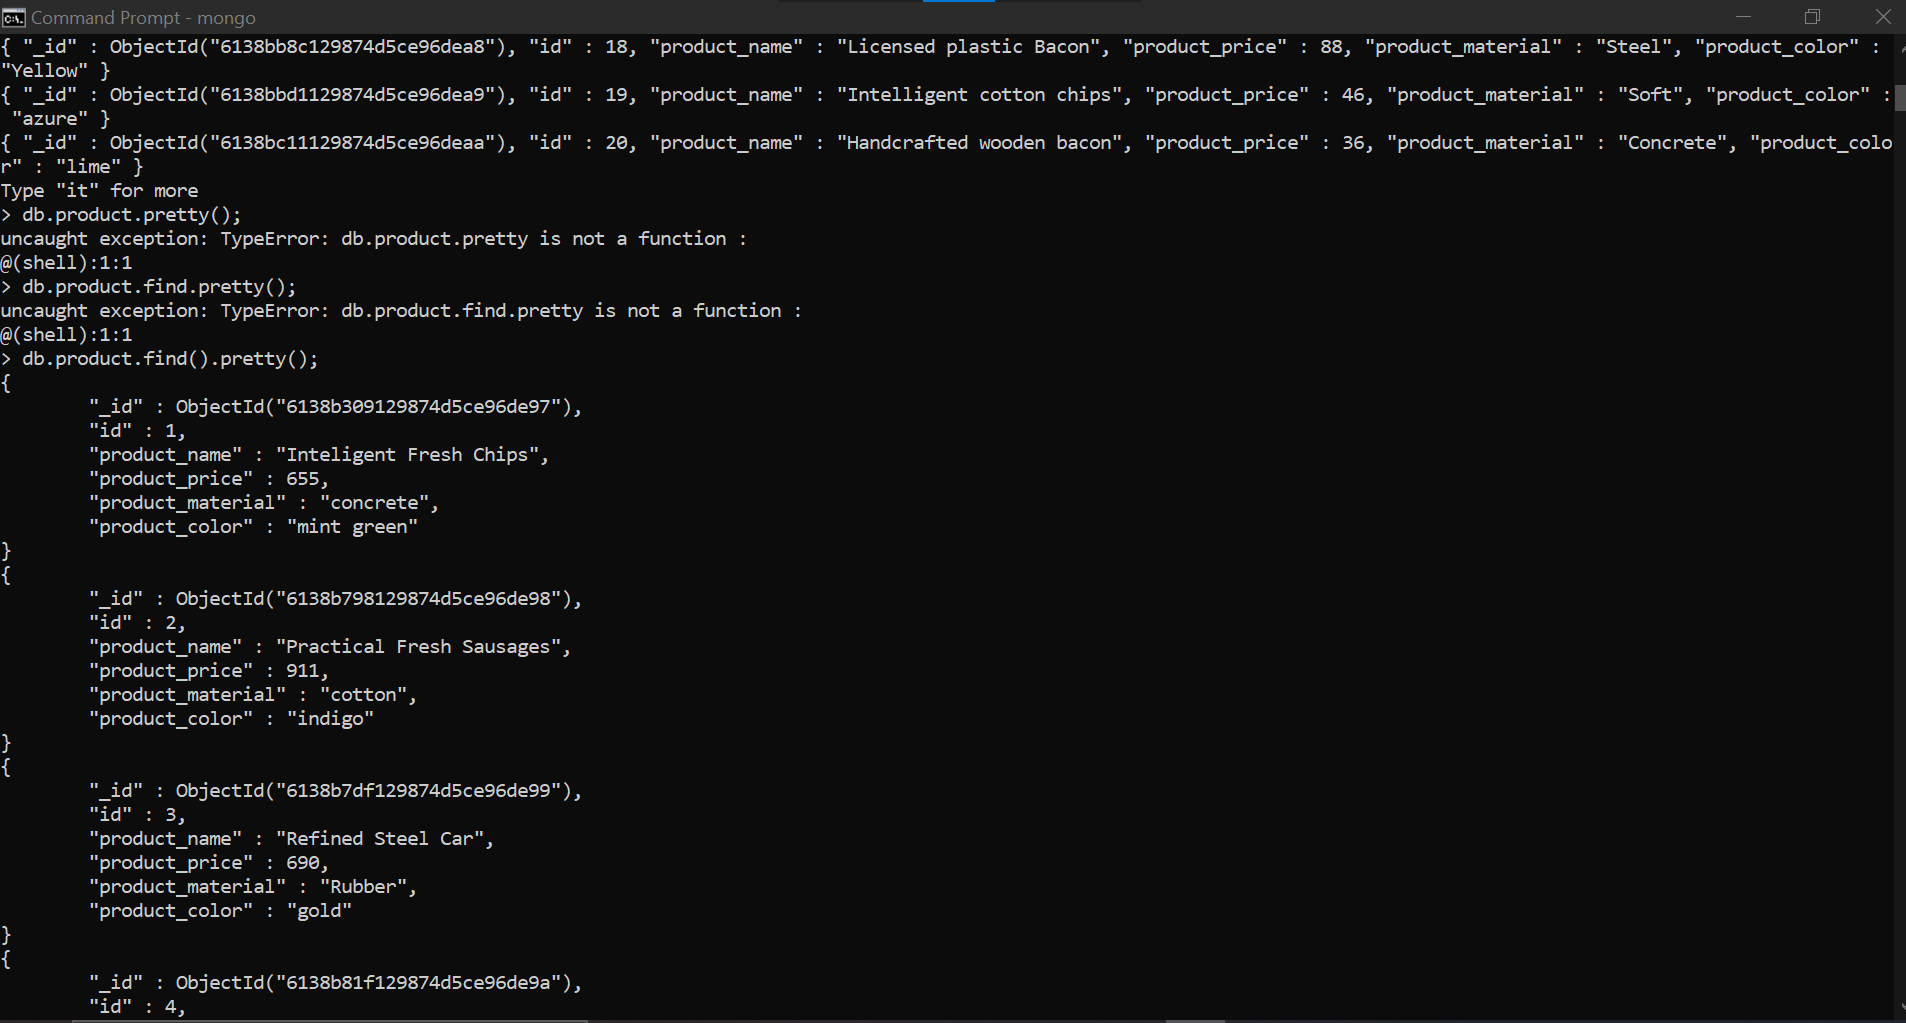 Command Prompt - mongo
{ "_id" : ObjectId("6138bb8c129874d5ce96dea8"), "id" : 18, "product_name" : "Licensed plastic Bacon", "product_price" : 88, "product_material" : "Steel", "product_color" :
"Yellow" }
{ "_id" : ObjectId("6138bbd1129874d5ce96dea9"), "id" : 19, "product_name" : "Intelligent cotton chips", "product_price" : 46, "product_material" : "Soft", "product_color" :
 "azure" }
{ "_id" : ObjectId("6138bc11129874d5ce96deaa"), "id" : 20, "product_name" : "Handcrafted wooden bacon", "product_price" : 36, "product_material" : "Concrete", "product_colo
r" : "lime" }
Type "it" for more
> db.product.pretty();
uncaught exception: TypeError: db.product.pretty is not a function :
@(shell):1:1
> db.product.find.pretty();
uncaught exception: TypeError: db.product.find.pretty is not a function :
@(shell):1:1
> db.product.find().pretty();
{
        "_id" : ObjectId("6138b309129874d5ce96de97"),
        "id" : 1,
        "product_name" : "Inteligent Fresh Chips",
        "product_price" : 655,
        "product_material" : "concrete",
        "product_color" : "mint green"
}
{
        "_id" : ObjectId("6138b798129874d5ce96de98"),
        "id" : 2,
        "product_name" : "Practical Fresh Sausages",
        "product_price" : 911,
        "product_material" : "cotton",
        "product_color" : "indigo"
}
{
        "_id" : ObjectId("6138b7df129874d5ce96de99"),
        "id" : 3,
        "product_name" : "Refined Steel Car",
        "product_price" : 690,
        "product_material" : "Rubber",
        "product_color" : "gold"
}
{
        "_id" : ObjectId("6138b81f129874d5ce96de9a"),
        "id" : 4,